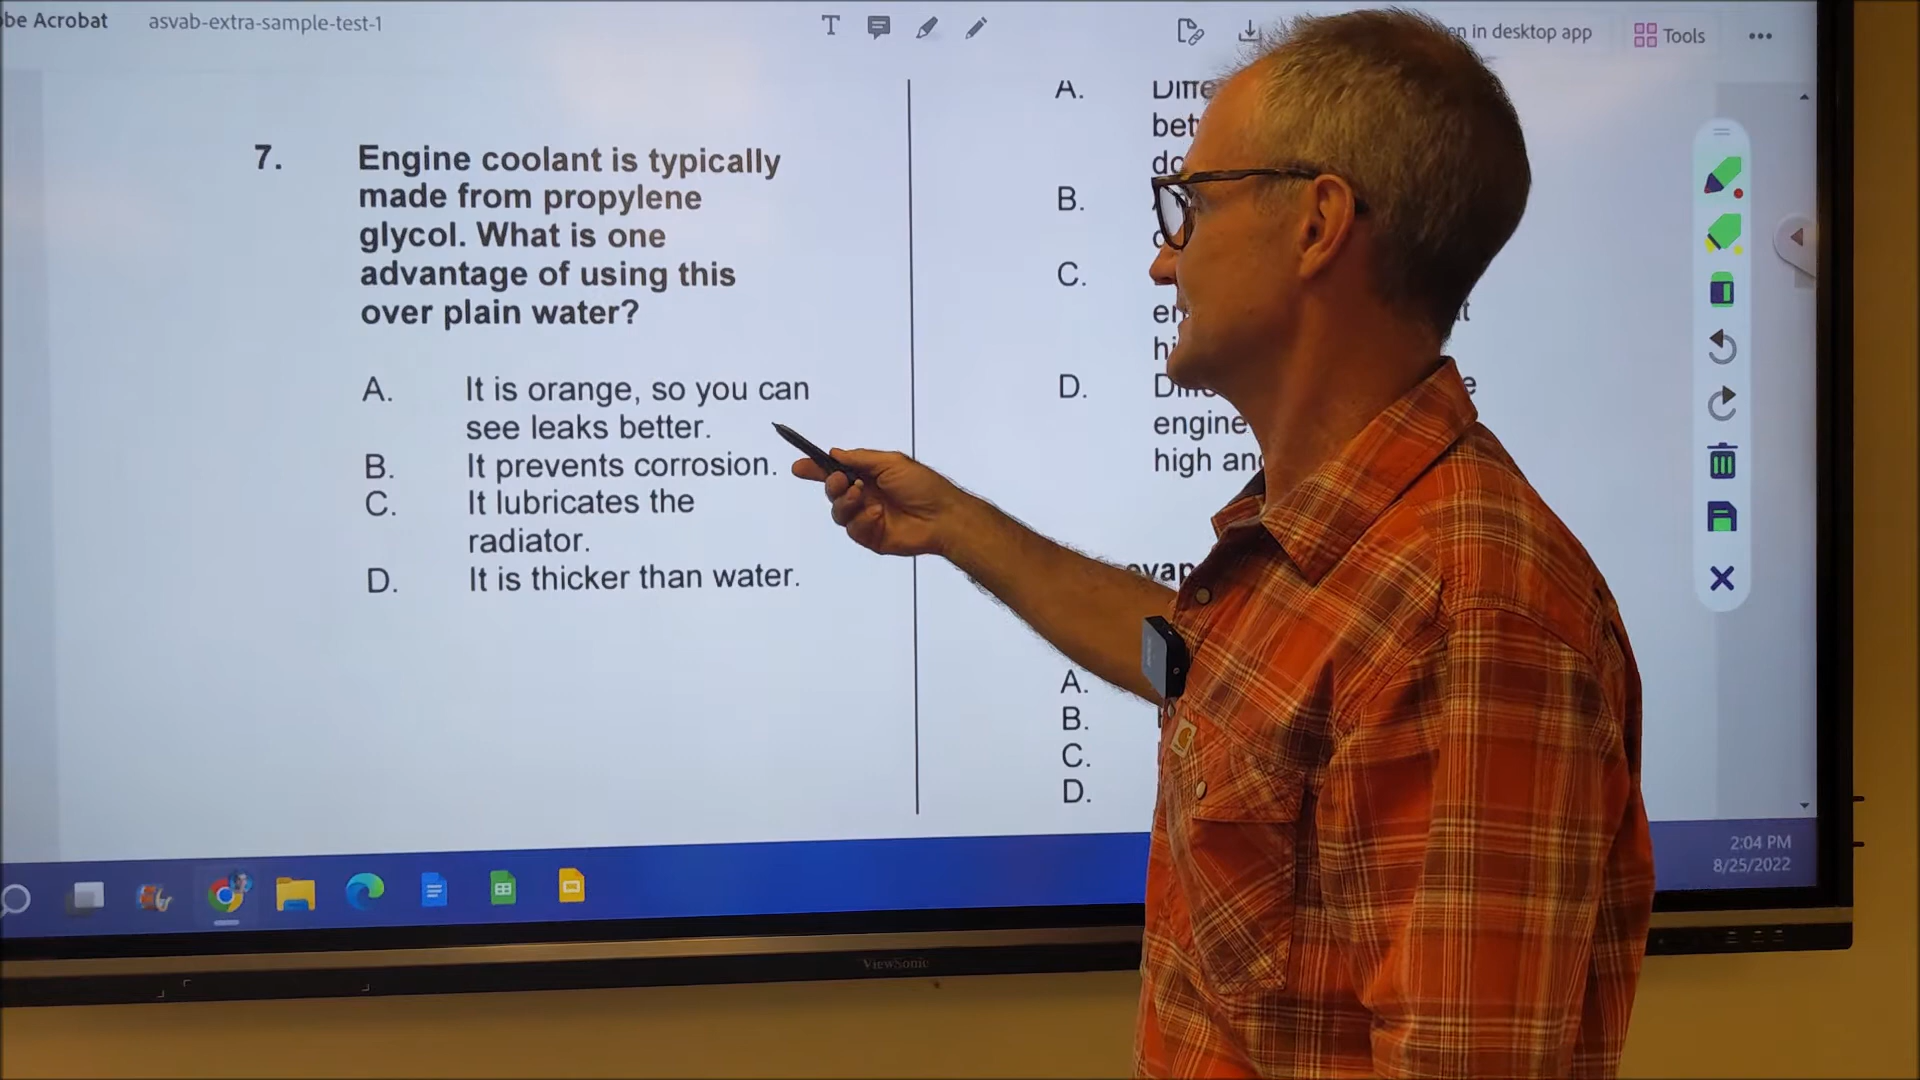 be Acrobat
asvab-extra-sample-test-1
T
en in desktop app
Tools
7.
Engine coolant is typically
made from propylene
glycol. What is one
advantage of using this
over plain water?
A.
It is orange, so you can
see leaks better.
B.
It prevents corrosion.
C.
It lubricates the
radiator.
D.
It is thicker than water.
A.
B.
C.
D.
engine
high
A.
B.
C.
D.
2:04 PM
8/25/2022
ViewSonic